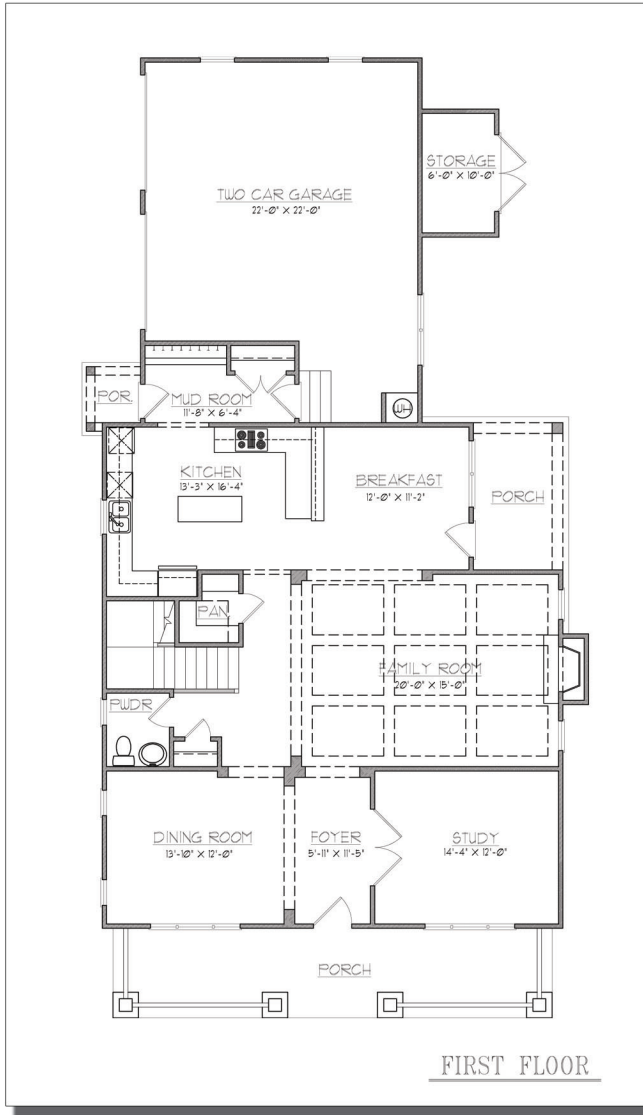 TWO CAR GARAGE
22'-0" X 22'-0"
STORAGE
6'-0" X 10'-0"
POR.
MUD ROOM
11'-8" X 6'-4"
WH
KITCHEN
13'-3" X 16'-4"
BREAKFAST
12'-0" X 11'-2"
PORCH
PAN.
FAMILY ROOM
20'-0" X 15'-0"
PWDR
DINING ROOM
13'-10" X 12'-0"
FOYER
5'-11" X 11'-5"
STUDY
14'-4" X 12'-0"
PORCH
FIRST FLOOR